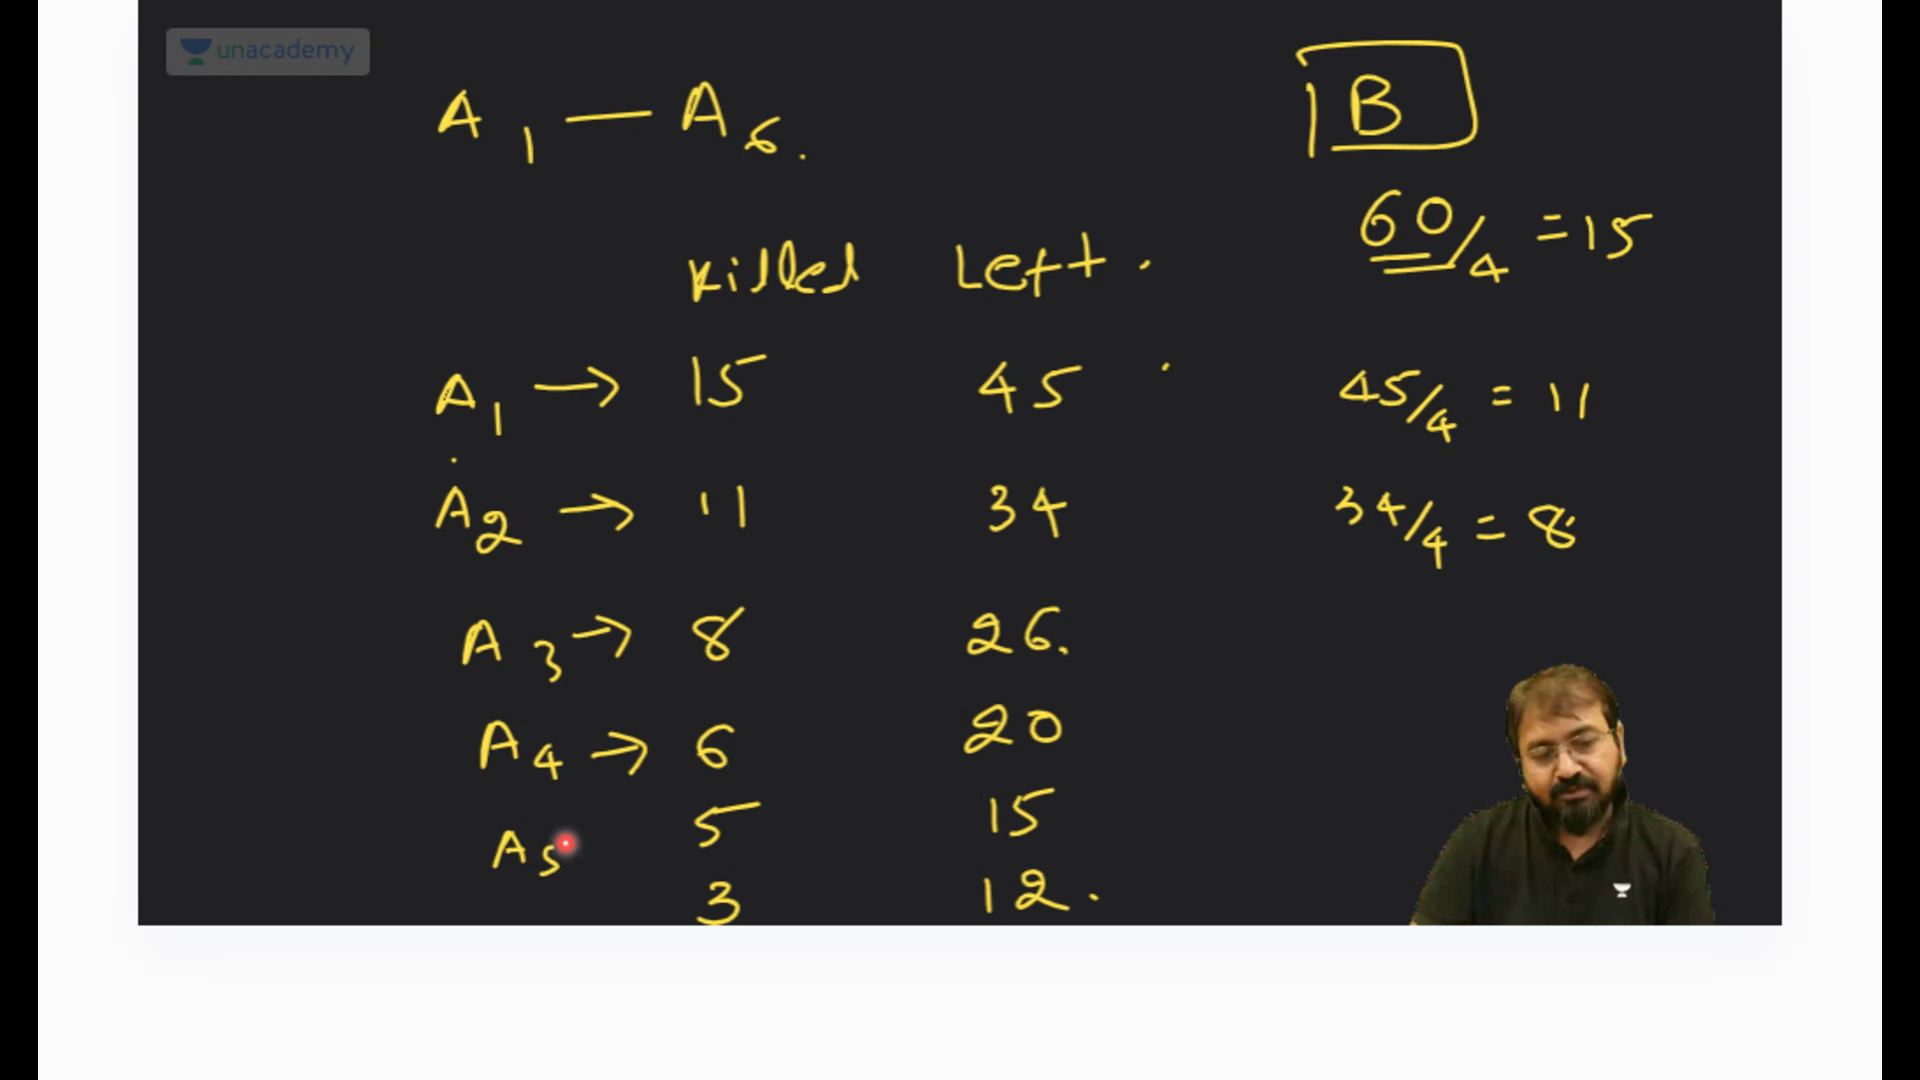 unacademy
A1 — A6.
1B
60/4 = 15
Killed Left.
A1 → 15 45 45/4 = 11
A2 → 11 34 34/4 = 8
A3 → 8 26.
A4 → 6 20
A5 5 15
3 12.